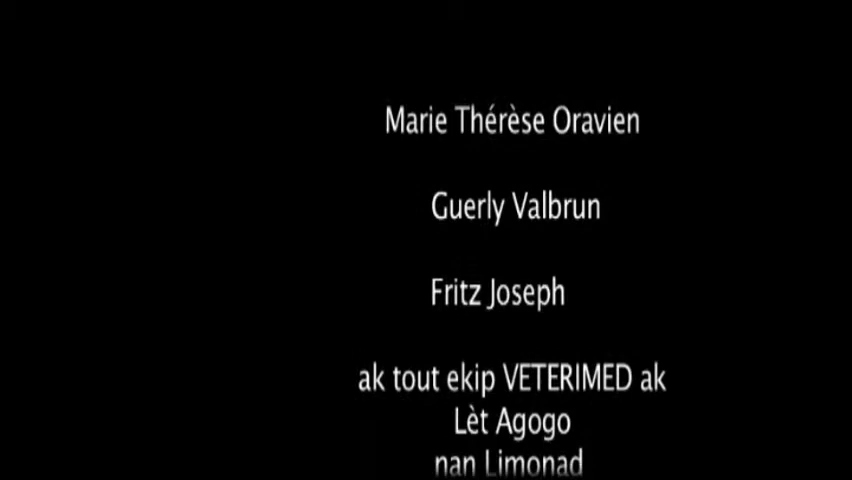 Marie Thérèse Oravien
Guerly Valbrun
Fritz Joseph
ak tout ekip VETERIMED ak
Lèt Agogo
nan Limonad